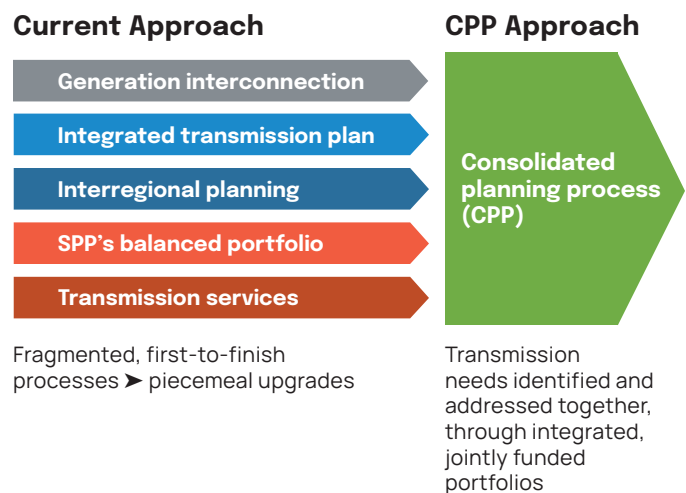 Current Approach
Generation interconnection
Integrated transmission plan
Interregional planning
SPP’s balanced portfolio
Transmission services
Fragmented, first-to-finish
processes ➤ piecemeal upgrades
CPP Approach
Consolidated
planning process
(CPP)
Transmission
needs identified and
addressed together,
through integrated,
jointly funded
portfolios